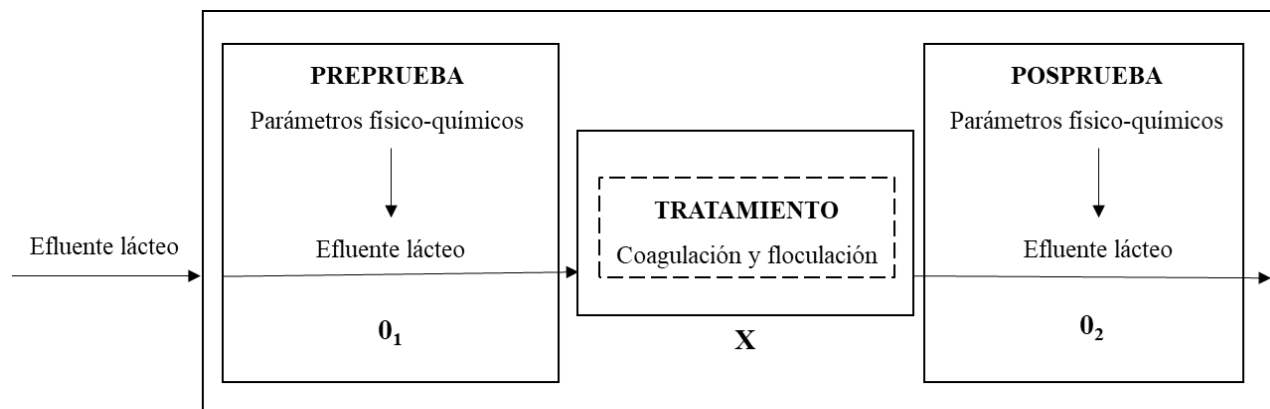 PREPRUEBA
Parámetros físico-químicos
Efluente lácteo
Efluente lácteo
0₁
TRATAMIENTO
Coagulación y floculación
X
POSPRUEBA
Parámetros físico-químicos
Efluente lácteo
0₂